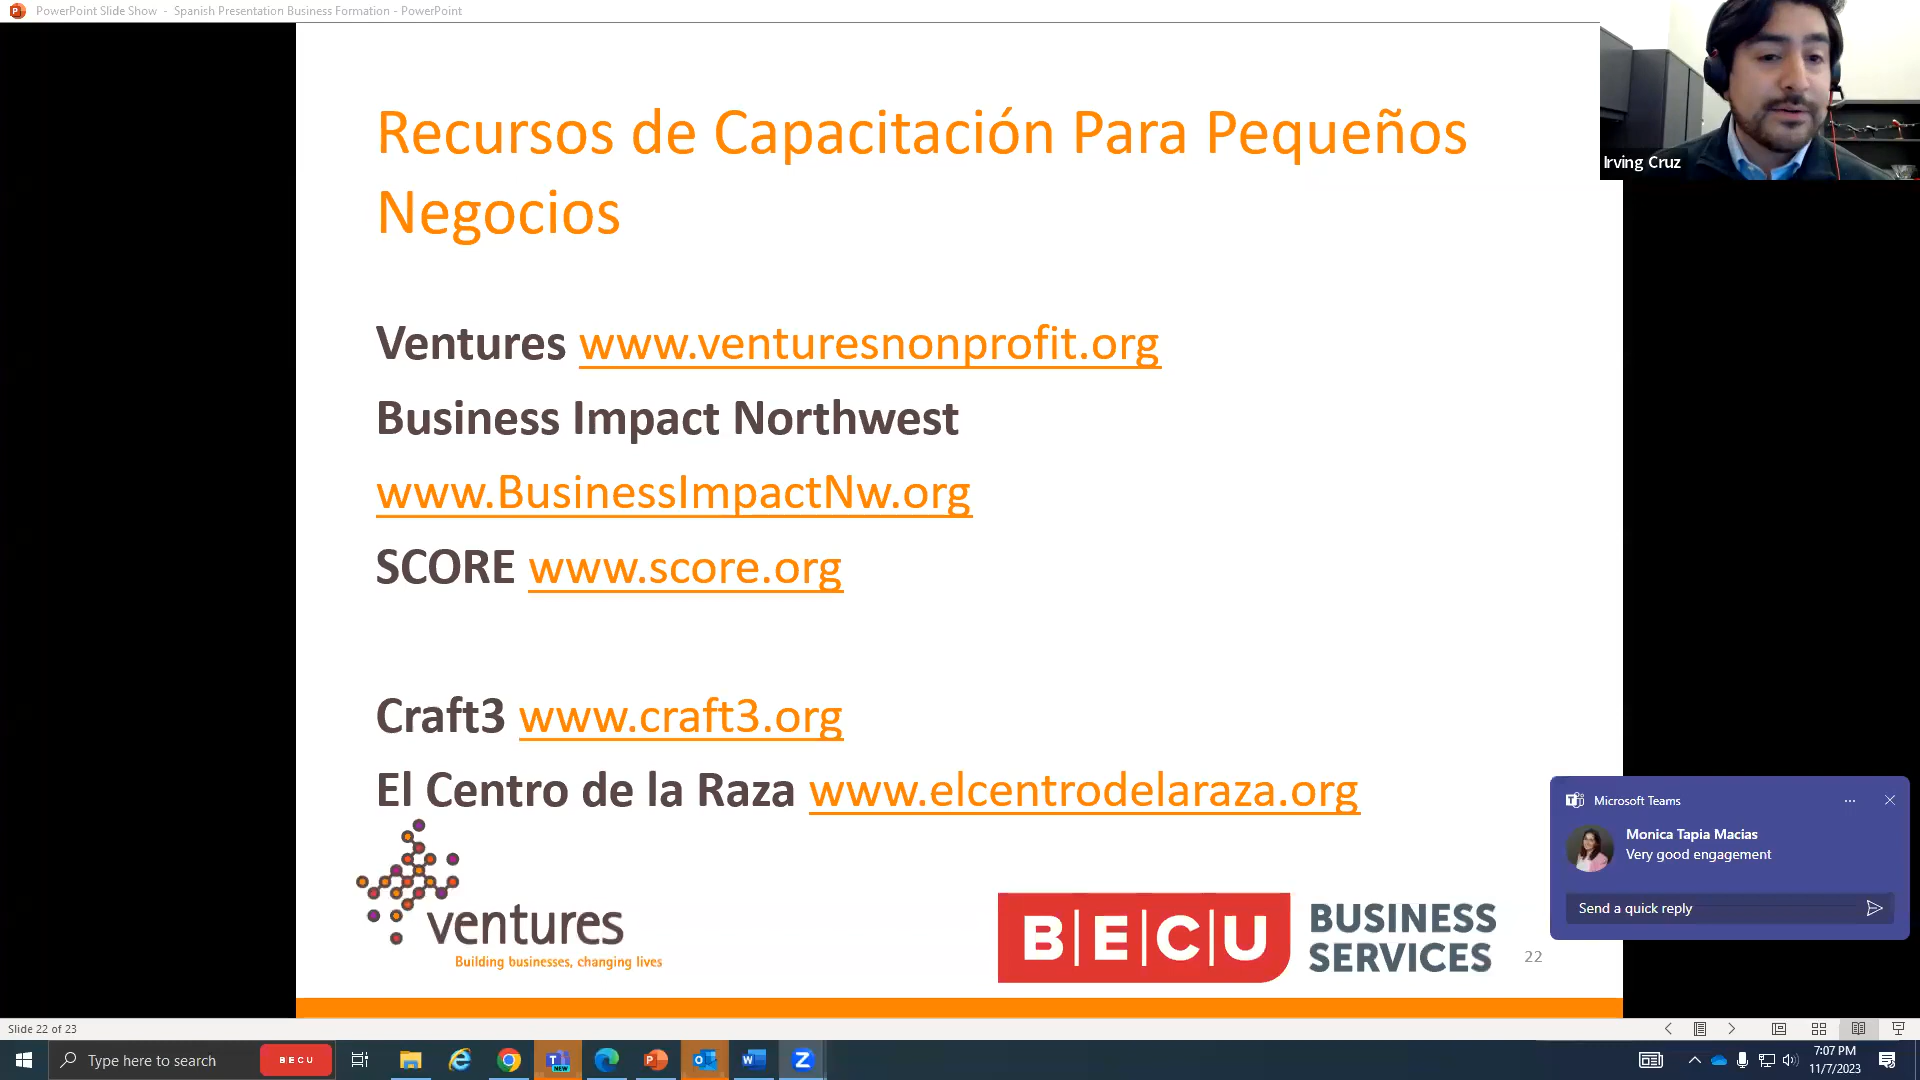 PowerPoint Slide Show - Spanish Presentation Business Formation - PowerPoint
Irving Cruz
Recursos de Capacitación Para Pequeños
Negocios
Ventures www.venturesnonprofit.org
Business Impact Northwest
www.BusinessImpactNw.org
SCORE www.score.org
Craft3 www.craft3.org
El Centro de la Raza www.elcentrodelaraza.org
ventures
Building businesses, changing lives
BECU BUSINESS
SERVICES
22
Microsoft Teams
Monica Tapia Macias
Very good engagement
Send a quick reply
Slide 22 of 23
Type here to search
BECU
NEW
7:07 PM
11/7/2023